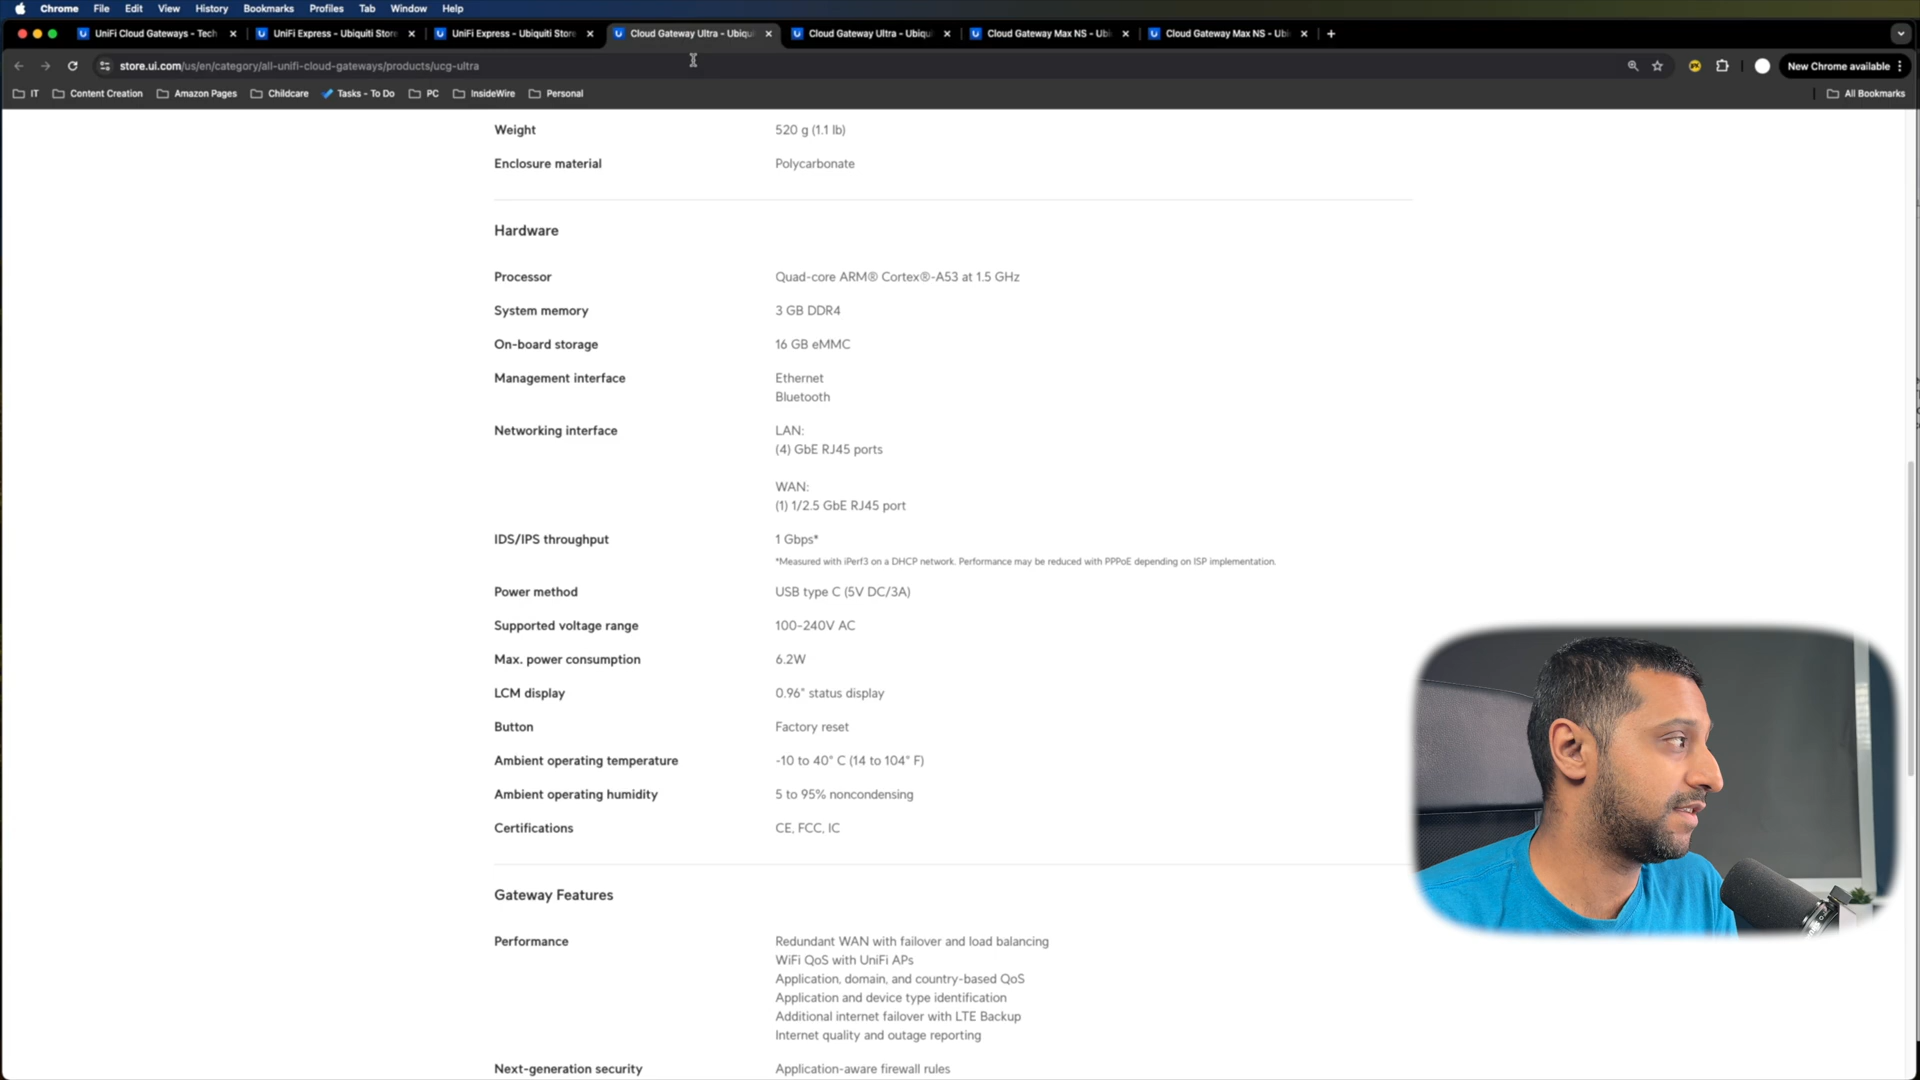 Chrome File Edit View History Bookmarks Profiles Tab Window Help
UniFi Cloud Gateways - Tech
UniFi Express - Ubiquiti Store
UniFi Express - Ubiquiti Store
Cloud Gateway Ultra - Ubiqu
Cloud Gateway Ultra - Ubiqui
Cloud Gateway Max NS - Ubi
Cloud Gateway Max NS - Ubi
store.ui.com/us/en/category/all-unifi-cloud-gateways/products/ucg-ultra
New Chrome available
IT Content Creation Amazon Pages Childcare Tasks - To Do PC InsideWire Personal All Bookmarks
Weight 520 g (1.1 lb)
Enclosure material Polycarbonate
Hardware
Processor Quad-core ARM® Cortex®-A53 at 1.5 GHz
System memory 3 GB DDR4
On-board storage 16 GB eMMC
Management interface Ethernet
Bluetooth
Networking interface LAN:
(4) GbE RJ45 ports
WAN:
(1) 1/2.5 GbE RJ45 port
IDS/IPS throughput 1 Gbps*
*Measured with iPerf3 on a DHCP network. Performance may be reduced with PPPoE depending on ISP implementation.
Power method USB type C (5V DC/3A)
Supported voltage range 100-240V AC
Max. power consumption 6.2W
LCM display 0.96" status display
Button Factory reset
Ambient operating temperature -10 to 40° C (14 to 104° F)
Ambient operating humidity 5 to 95% noncondensing
Certifications CE, FCC, IC
Gateway Features
Performance Redundant WAN with failover and load balancing
WiFi QoS with UniFi APs
Application, domain, and country-based QoS
Application and device type identification
Additional internet failover with LTE Backup
Internet quality and outage reporting
Next-generation security Application-aware firewall rules